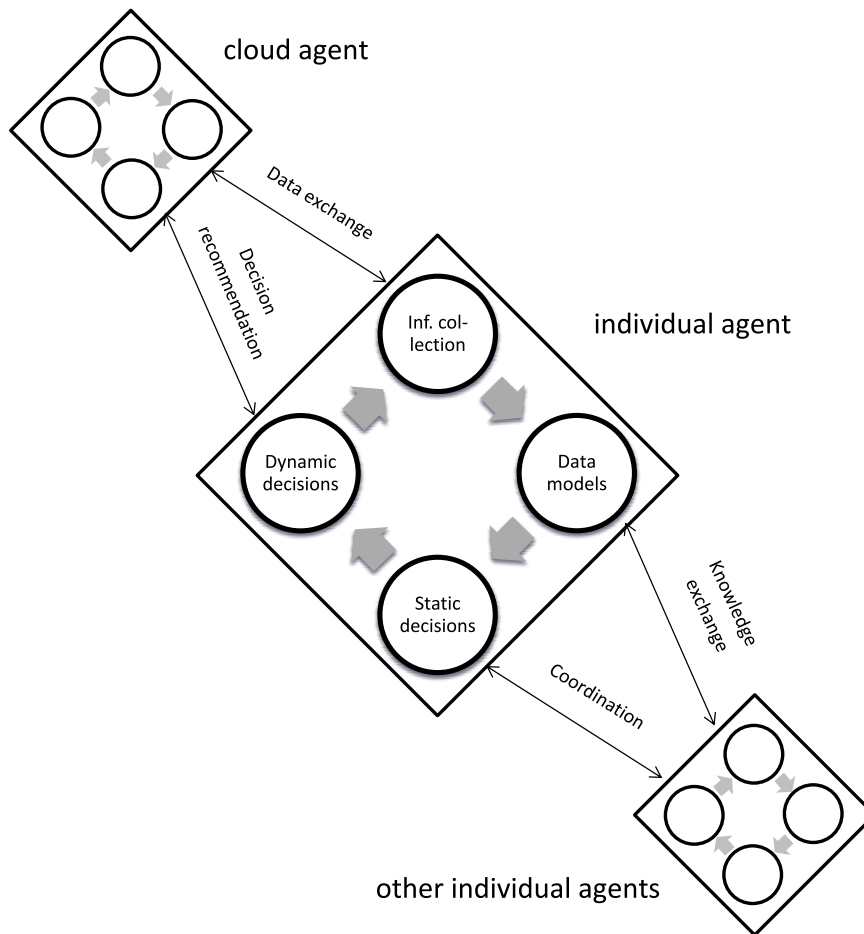 cloud agent
Data exchange
Decision
recommendation
Inf. col-
lection
individual agent
Dynamic
decisions
Data
models
Static
decisions
Knowledge
exchange
Coordination
other individual agents